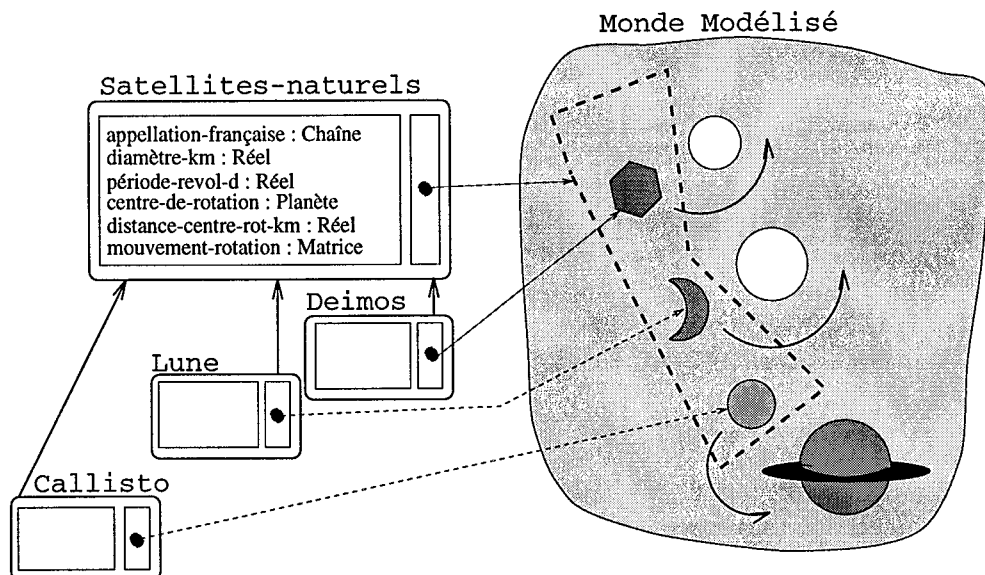 Monde Modélisé
Satellites-naturels
appellation-française : Chaîne
diamètre-km : Réel
période-revol-d : Réel
centre-de-rotation : Planète
distance-centre-rot-km : Réel
mouvement-rotation : Matrice
Deimos
Lune
Callisto